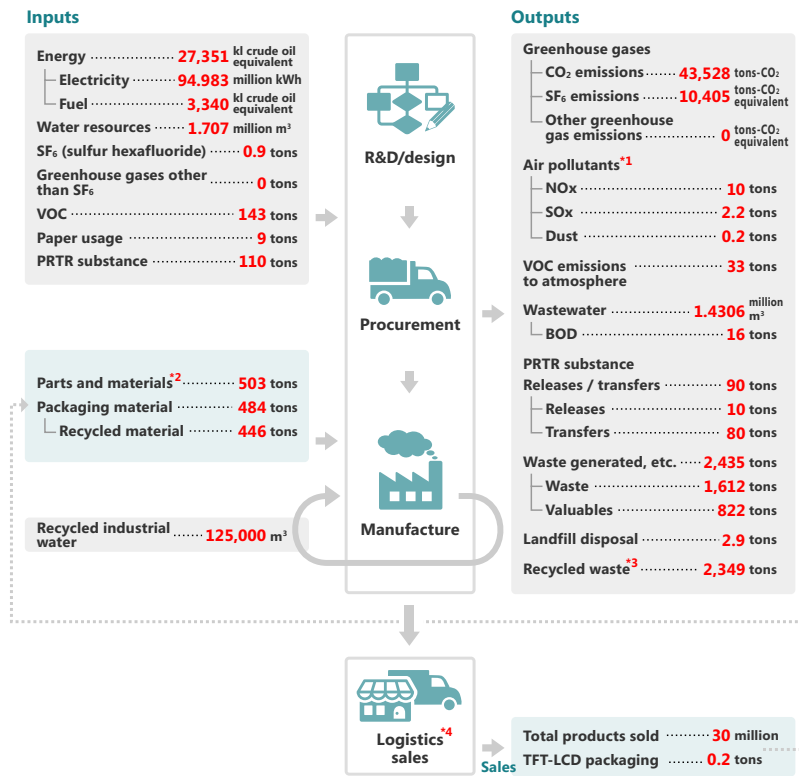 Inputs
Energy 27,351 kl crude oil equivalent
Electricity 94.983 million kWh
Fuel 3,340 kl crude oil equivalent
Water resources 1.707 million m³
SF₆ (sulfur hexafluoride) 0.9 tons
Greenhouse gases other
than SF₆ 0 tons
VOC 143 tons
Paper usage 9 tons
PRTR substance 110 tons
Parts and materials*2 503 tons
Packaging material 484 tons
Recycled material 446 tons
Recycled industrial
water 125,000 m³
R&D/design
Procurement
Manufacture
Logistics*4
sales
Sales
Outputs
Greenhouse gases
CO₂ emissions 43,528 tons-CO₂
SF₆ emissions 10,405 tons-CO₂ equivalent
Other greenhouse
gas emissions 0 tons-CO₂ equivalent
Air pollutants*1
NOx 10 tons
SOx 2.2 tons
Dust 0.2 tons
VOC emissions 33 tons
to atmosphere
Wastewater 1.4306 million m³
BOD 16 tons
PRTR substance
Releases / transfers 90 tons
Releases 10 tons
Transfers 80 tons
Waste generated, etc. 2,435 tons
Waste 1,612 tons
Valuables 822 tons
Landfill disposal 2.9 tons
Recycled waste*3 2,349 tons
Total products sold 30 million
TFT-LCD packaging 0.2 tons